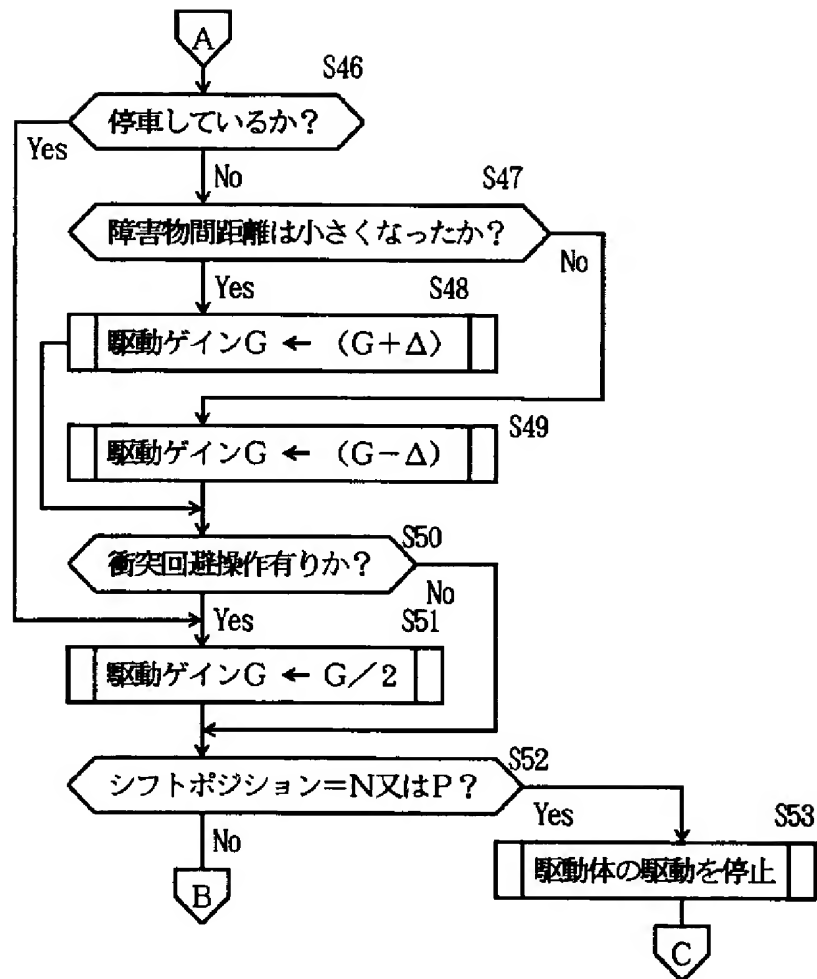 A
S46
停車しているか?
Yes
No
S47
障害物間距離は小さくなったか?
No
Yes
S48
駆動ゲインG ← (G+Δ)
S49
駆動ゲインG ← (G-Δ)
S50
衝突回避操作有りか?
No
Yes
S51
駆動ゲインG ← G/2
S52
シフトポジション=N又はP?
Yes
S53
No
駆動体の駆動を停止
B
C